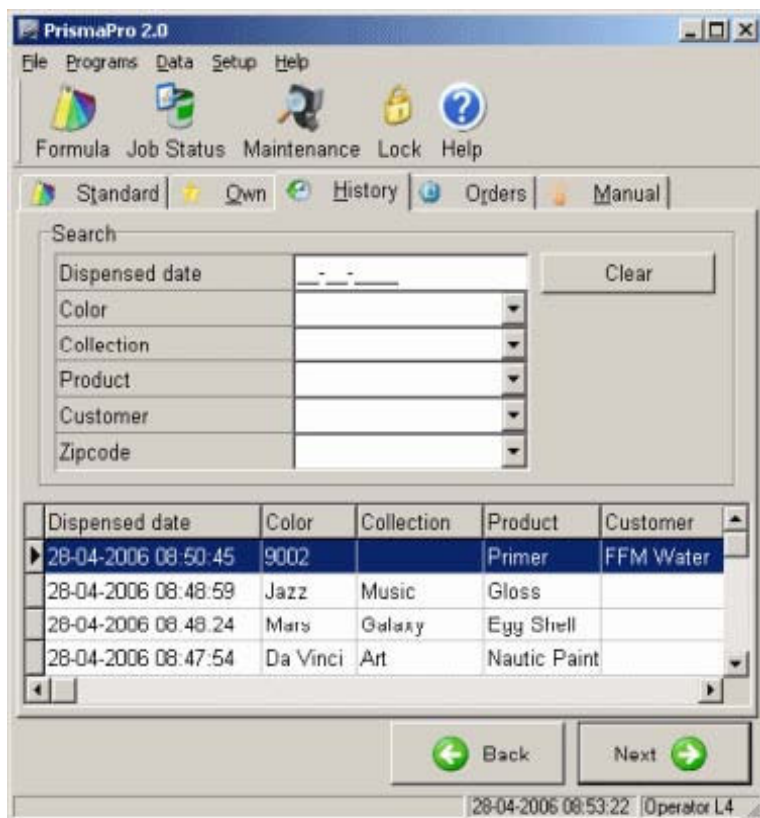 PrismaPro 2.0
File Programs Data Setup Help
Formula Job Status Maintenance Lock Help
Standard Own History Orders Manual
Search
Dispensed date __-__-____ Clear
Color
Collection
Product
Customer
Zipcode
Dispensed date Color Collection Product Customer
28-04-2006 08:50:45 9002 Primer FFM Water
28-04-2006 08:48:59 Jazz Music Gloss
28-04-2006 08:48:24 Mars Galaxy Egg Shell
28-04-2006 08:47:54 Da Vinci Art Nautic Paint
Back Next
28-04-2006 08:53:22 Operator L4